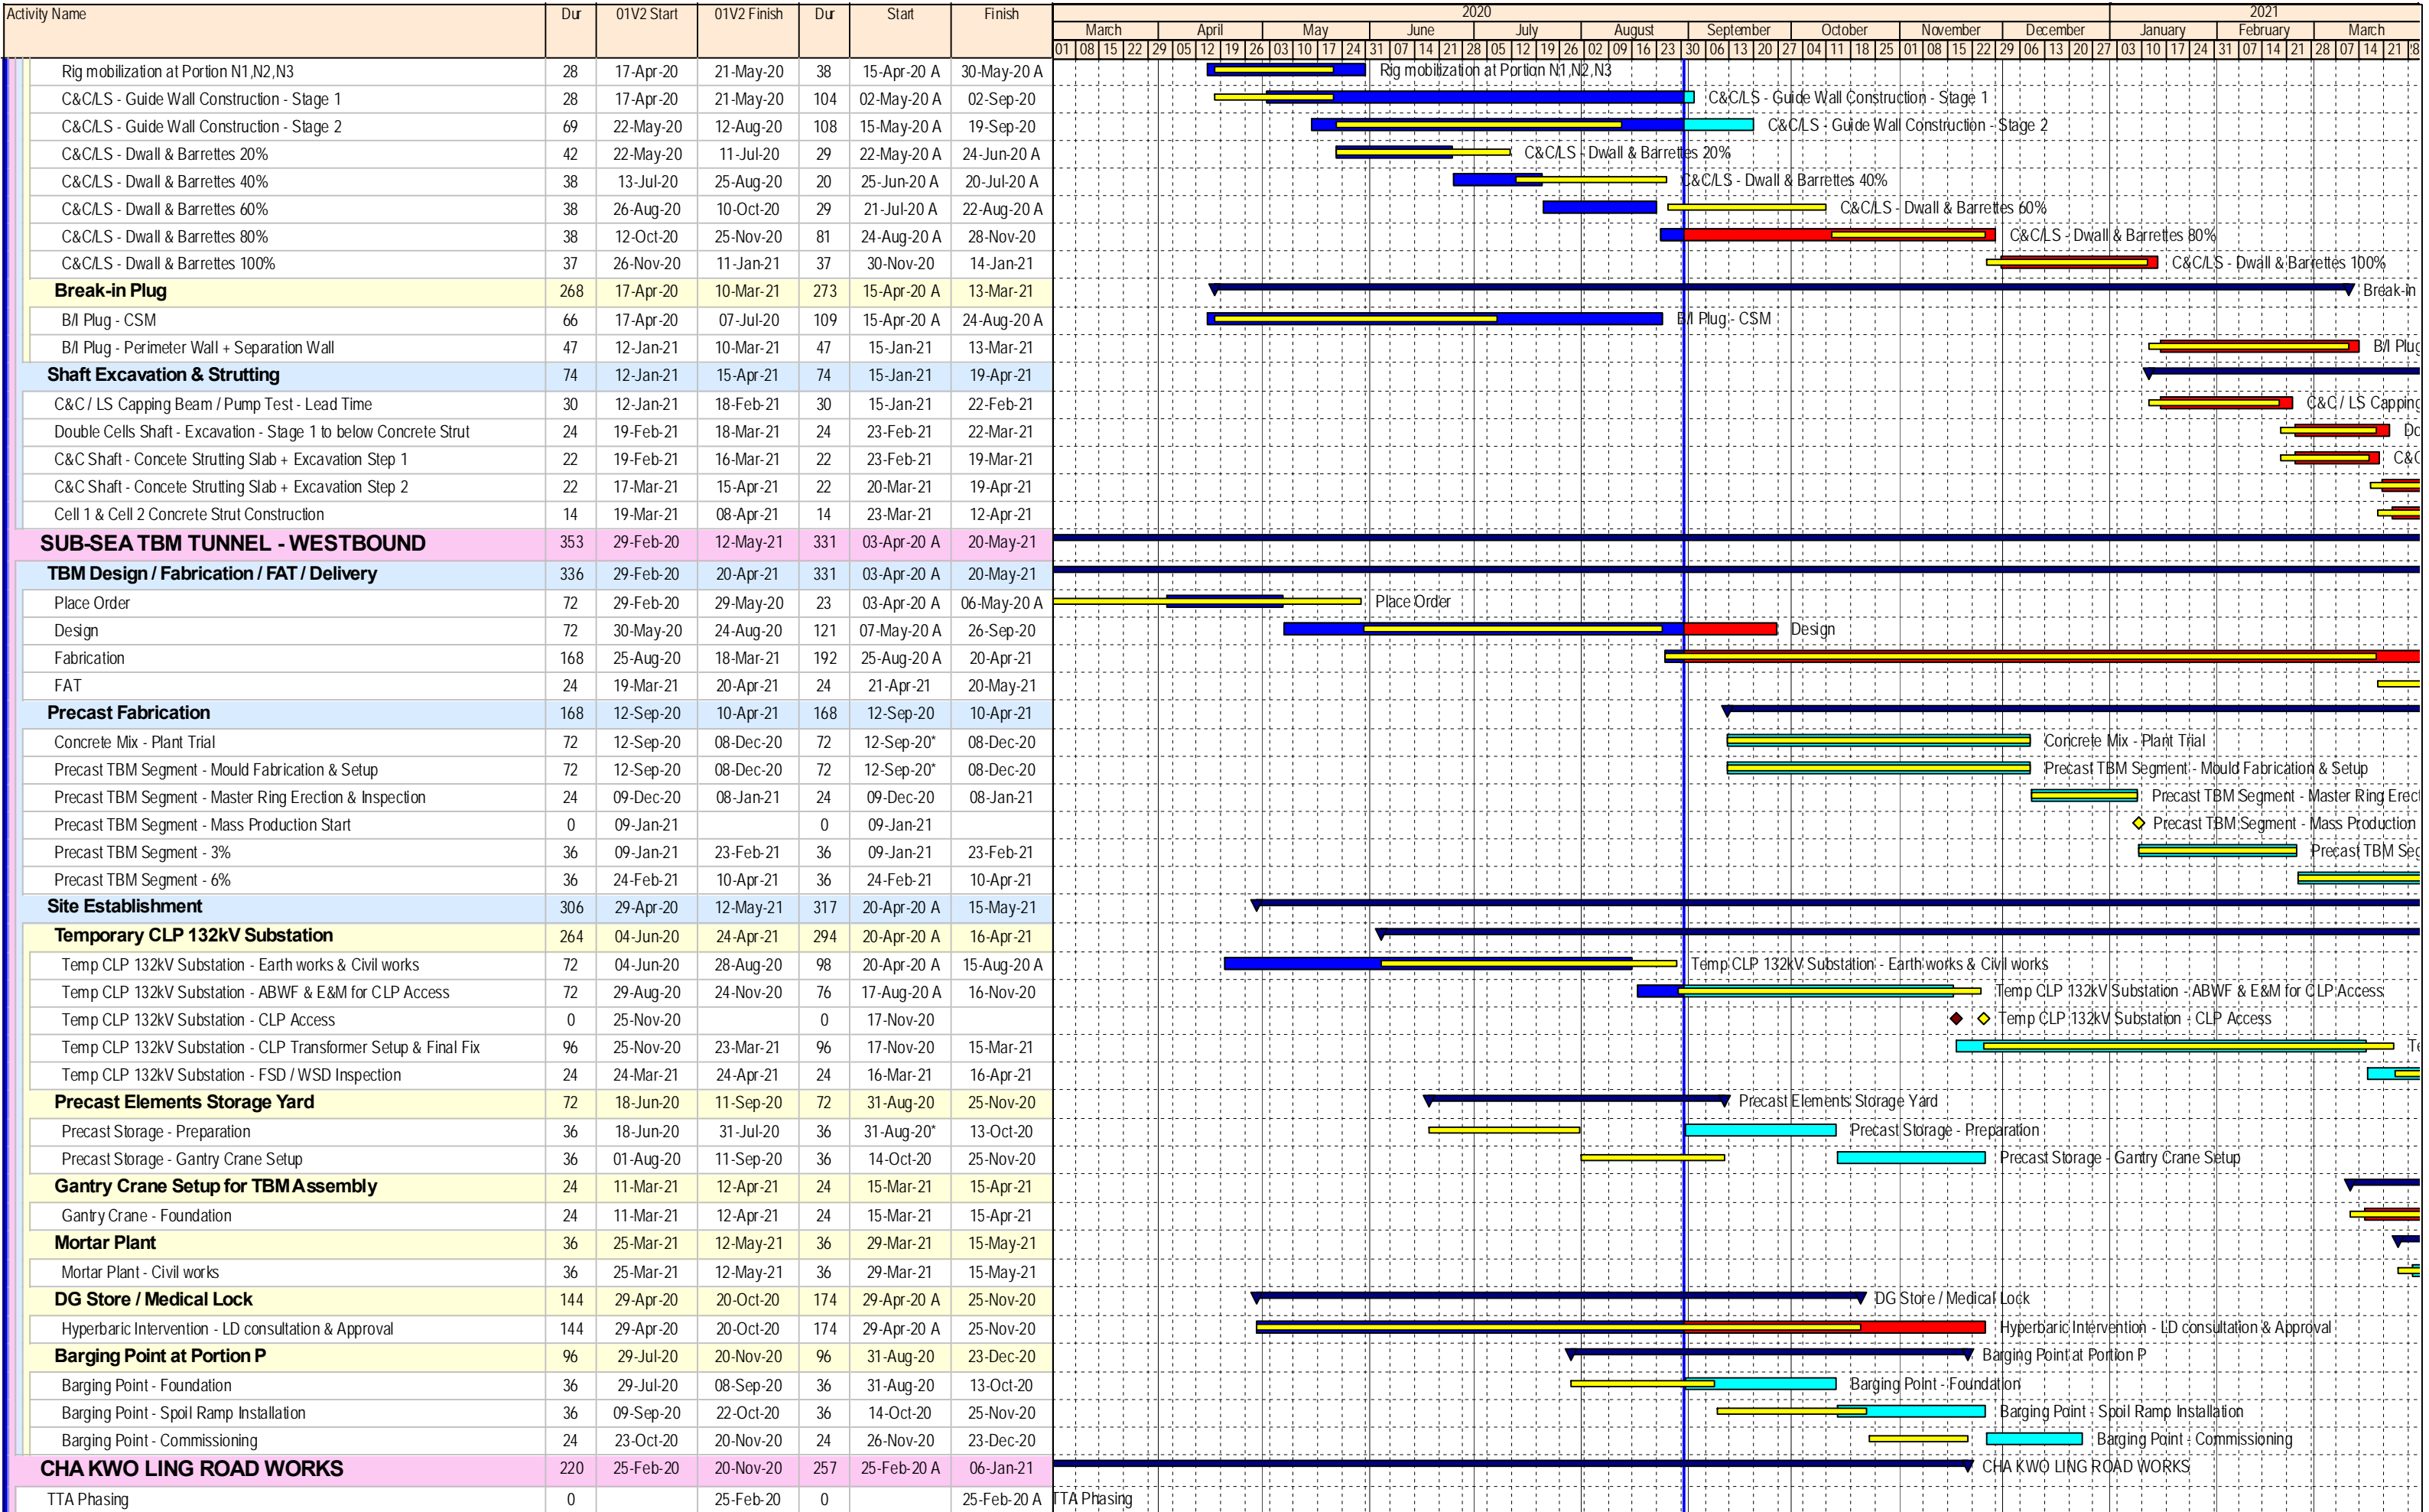 Activity Name Dur 01V2 Start 01V2 Finish Dur Start Finish 2020 2021
March April May June July August September October November December January February March
01 08 15 22 29 05 12 19 26 03 10 17 24 31 07 14 21 28 05 12 19 26 02 09 16 23 30 06 13 20 27 04 11 18 25 01 08 15 22 29 06 13 20 27 03 10 17 24 31 07 14 21 28 07 14 21
Rig mobilization at Portion N1,N2,N3 28 17-Apr-20 21-May-20 38 15-Apr-20 A 30-May-20 A Rig mobilization at Portion N1,N2,N3
C&C/LS - Guide Wall Construction - Stage 1 28 17-Apr-20 21-May-20 104 02-May-20 A 02-Sep-20 C&C/LS - Guide Wall Construction - Stage 1
C&C/LS - Guide Wall Construction - Stage 2 69 22-May-20 12-Aug-20 108 15-May-20 A 19-Sep-20 C&C/LS - Guide Wall Construction - Stage 2
C&C/LS - Dwall & Barrettes 20% 42 22-May-20 11-Jul-20 29 22-May-20 A 24-Jun-20 A C&C/LS - Dwall & Barrettes 20%
C&C/LS - Dwall & Barrettes 40% 38 13-Jul-20 25-Aug-20 20 25-Jun-20 A 20-Jul-20 A C&C/LS - Dwall & Barrettes 40%
C&C/LS - Dwall & Barrettes 60% 38 26-Aug-20 10-Oct-20 29 21-Jul-20 A 22-Aug-20 A C&C/LS - Dwall & Barrettes 60%
C&C/LS - Dwall & Barrettes 80% 38 12-Oct-20 25-Nov-20 81 24-Aug-20 A 28-Nov-20 C&C/LS - Dwall & Barrettes 80%
C&C/LS - Dwall & Barrettes 100% 37 26-Nov-20 11-Jan-21 37 30-Nov-20 14-Jan-21 C&C/LS - Dwall & Barrettes 100%
Break-in Plug 268 17-Apr-20 10-Mar-21 273 15-Apr-20 A 13-Mar-21 Break-in
B/I Plug - CSM 66 17-Apr-20 07-Jul-20 109 15-Apr-20 A 24-Aug-20 A B/I Plug - CSM
B/I Plug - Perimeter Wall + Separation Wall 47 12-Jan-21 10-Mar-21 47 15-Jan-21 13-Mar-21 B/I Plug
Shaft Excavation & Strutting 74 12-Jan-21 15-Apr-21 74 15-Jan-21 19-Apr-21
C&C / LS Capping Beam / Pump Test - Lead Time 30 12-Jan-21 18-Feb-21 30 15-Jan-21 22-Feb-21 C&C / LS Capping
Double Cells Shaft - Excavation - Stage 1 to below Concrete Strut 24 19-Feb-21 18-Mar-21 24 23-Feb-21 22-Mar-21 Do
C&C Shaft - Concete Strutting Slab + Excavation Step 1 22 19-Feb-21 16-Mar-21 22 23-Feb-21 19-Mar-21 C&C
C&C Shaft - Concete Strutting Slab + Excavation Step 2 22 17-Mar-21 15-Apr-21 22 20-Mar-21 19-Apr-21
Cell 1 & Cell 2 Concrete Strut Construction 14 19-Mar-21 08-Apr-21 14 23-Mar-21 12-Apr-21
SUB-SEA TBM TUNNEL - WESTBOUND 353 29-Feb-20 12-May-21 331 03-Apr-20 A 20-May-21
TBM Design / Fabrication / FAT / Delivery 336 29-Feb-20 20-Apr-21 331 03-Apr-20 A 20-May-21
Place Order 72 29-Feb-20 29-May-20 23 03-Apr-20 A 06-May-20 A Place Order
Design 72 30-May-20 24-Aug-20 121 07-May-20 A 26-Sep-20 Design
Fabrication 168 25-Aug-20 18-Mar-21 192 25-Aug-20 A 20-Apr-21
FAT 24 19-Mar-21 20-Apr-21 24 21-Apr-21 20-May-21
Precast Fabrication 168 12-Sep-20 10-Apr-21 168 12-Sep-20 10-Apr-21
Concrete Mix - Plant Trial 72 12-Sep-20 08-Dec-20 72 12-Sep-20* 08-Dec-20 Concrete Mix - Plant Trial
Precast TBM Segment - Mould Fabrication & Setup 72 12-Sep-20 08-Dec-20 72 12-Sep-20* 08-Dec-20 Precast TBM Segment - Mould Fabrication & Setup
Precast TBM Segment - Master Ring Erection & Inspection 24 09-Dec-20 08-Jan-21 24 09-Dec-20 08-Jan-21 Precast TBM Segment - Master Ring Erect
Precast TBM Segment - Mass Production Start 0 09-Jan-21 0 09-Jan-21 Precast TBM Segment - Mass Production
Precast TBM Segment - 3% 36 09-Jan-21 23-Feb-21 36 09-Jan-21 23-Feb-21 Precast TBM Seg
Precast TBM Segment - 6% 36 24-Feb-21 10-Apr-21 36 24-Feb-21 10-Apr-21
Site Establishment 306 29-Apr-20 12-May-21 317 20-Apr-20 A 15-May-21
Temporary CLP 132kV Substation 264 04-Jun-20 24-Apr-21 294 20-Apr-20 A 16-Apr-21
Temp CLP 132kV Substation - Earth works & Civil works 72 04-Jun-20 28-Aug-20 98 20-Apr-20 A 15-Aug-20 A Temp CLP 132kV Substation - Earth works & Civil works
Temp CLP 132kV Substation - ABWF & E&M for CLP Access 72 29-Aug-20 24-Nov-20 76 17-Aug-20 A 16-Nov-20 Temp CLP 132kV Substation - ABWF & E&M for CLP Access
Temp CLP 132kV Substation - CLP Access 0 25-Nov-20 0 17-Nov-20 Temp CLP 132kV Substation - CLP Access
Temp CLP 132kV Substation - CLP Transformer Setup & Final Fix 96 25-Nov-20 23-Mar-21 96 17-Nov-20 15-Mar-21 Te
Temp CLP 132kV Substation - FSD / WSD Inspection 24 24-Mar-21 24-Apr-21 24 16-Mar-21 16-Apr-21
Precast Elements Storage Yard 72 18-Jun-20 11-Sep-20 72 31-Aug-20 25-Nov-20 Precast Elements Storage Yard
Precast Storage - Preparation 36 18-Jun-20 31-Jul-20 36 31-Aug-20* 13-Oct-20 Precast Storage - Preparation
Precast Storage - Gantry Crane Setup 36 01-Aug-20 11-Sep-20 36 14-Oct-20 25-Nov-20 Precast Storage - Gantry Crane Setup
Gantry Crane Setup for TBM Assembly 24 11-Mar-21 12-Apr-21 24 15-Mar-21 15-Apr-21
Gantry Crane - Foundation 24 11-Mar-21 12-Apr-21 24 15-Mar-21 15-Apr-21
Mortar Plant 36 25-Mar-21 12-May-21 36 29-Mar-21 15-May-21
Mortar Plant - Civil works 36 25-Mar-21 12-May-21 36 29-Mar-21 15-May-21
DG Store / Medical Lock 144 29-Apr-20 20-Oct-20 174 29-Apr-20 A 25-Nov-20 DG Store / Medical Lock
Hyperbaric Intervention - LD consultation & Approval 144 29-Apr-20 20-Oct-20 174 29-Apr-20 A 25-Nov-20 Hyperbaric Intervention - LD consultation & Approval
Barging Point at Portion P 96 29-Jul-20 20-Nov-20 96 31-Aug-20 23-Dec-20 Barging Point at Portion P
Barging Point - Foundation 36 29-Jul-20 08-Sep-20 36 31-Aug-20 13-Oct-20 Barging Point - Foundation
Barging Point - Spoil Ramp Installation 36 09-Sep-20 22-Oct-20 36 14-Oct-20 25-Nov-20 Barging Point - Spoil Ramp Installation
Barging Point - Commissioning 24 23-Oct-20 20-Nov-20 24 26-Nov-20 23-Dec-20 Barging Point - Commissioning
CHA KWO LING ROAD WORKS 220 25-Feb-20 20-Nov-20 257 25-Feb-20 A 06-Jan-21 CHA KWO LING ROAD WORKS
TTA Phasing 0 25-Feb-20 0 25-Feb-20 A TTA Phasing